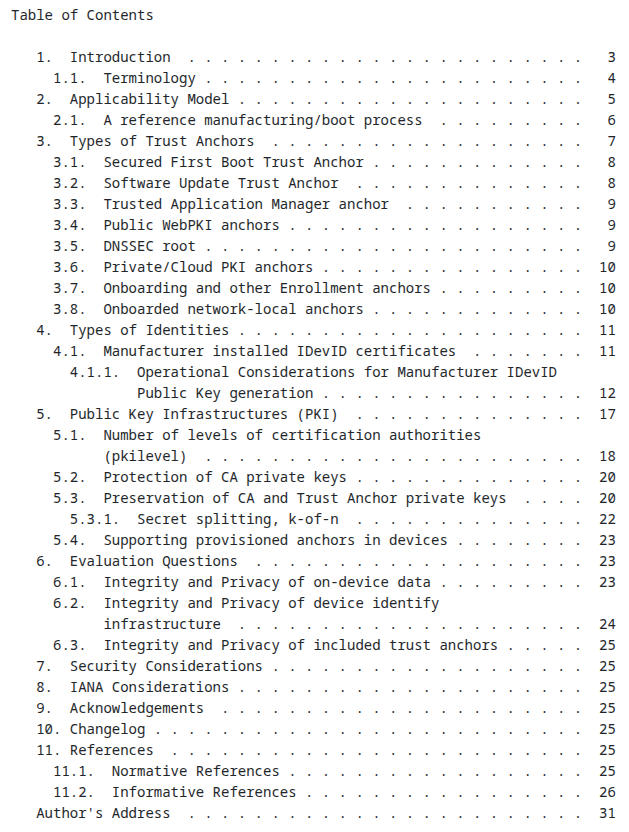 Table of Contents
1.  Introduction  . . . . . . . . . . . . . . . . . . . . . . . .   3
1.1.  Terminology . . . . . . . . . . . . . . . . . . . . . . .   4
2.  Applicability Model . . . . . . . . . . . . . . . . . . . . .   5
2.1.  A reference manufacturing/boot process  . . . . . . . . .   6
3.  Types of Trust Anchors  . . . . . . . . . . . . . . . . . . .   7
3.1.  Secured First Boot Trust Anchor . . . . . . . . . . . . .   8
3.2.  Software Update Trust Anchor  . . . . . . . . . . . . . .   8
3.3.  Trusted Application Manager anchor  . . . . . . . . . . .   9
3.4.  Public WebPKI anchors . . . . . . . . . . . . . . . . . .   9
3.5.  DNSSEC root . . . . . . . . . . . . . . . . . . . . . . .   9
3.6.  Private/Cloud PKI anchors . . . . . . . . . . . . . . . .  10
3.7.  Onboarding and other Enrollment anchors . . . . . . . . .  10
3.8.  Onboarded network-local anchors . . . . . . . . . . . . .  10
4.  Types of Identities . . . . . . . . . . . . . . . . . . . . .  11
4.1.  Manufacturer installed IDevID certificates  . . . . . . .  11
4.1.1.  Operational Considerations for Manufacturer IDevID
Public Key generation . . . . . . . . . . . . . . . .  12
5.  Public Key Infrastructures (PKI)  . . . . . . . . . . . . . .  17
5.1.  Number of levels of certification authorities
(pkilevel)  . . . . . . . . . . . . . . . . . . . . . . .  18
5.2.  Protection of CA private keys . . . . . . . . . . . . . .  20
5.3.  Preservation of CA and Trust Anchor private keys  . . . .  20
5.3.1.  Secret splitting, k-of-n  . . . . . . . . . . . . . .  22
5.4.  Supporting provisioned anchors in devices . . . . . . . .  23
6.  Evaluation Questions  . . . . . . . . . . . . . . . . . . . .  23
6.1.  Integrity and Privacy of on-device data . . . . . . . . .  23
6.2.  Integrity and Privacy of device identify
infrastructure  . . . . . . . . . . . . . . . . . . . . .  24
6.3.  Integrity and Privacy of included trust anchors . . . . .  25
7.  Security Considerations . . . . . . . . . . . . . . . . . . .  25
8.  IANA Considerations . . . . . . . . . . . . . . . . . . . . .  25
9.  Acknowledgements  . . . . . . . . . . . . . . . . . . . . . .  25
10. Changelog . . . . . . . . . . . . . . . . . . . . . . . . . .  25
11. References  . . . . . . . . . . . . . . . . . . . . . . . . .  25
11.1.  Normative References . . . . . . . . . . . . . . . . . .  25
11.2.  Informative References . . . . . . . . . . . . . . . . .  26
Author's Address  . . . . . . . . . . . . . . . . . . . . . . . .  31